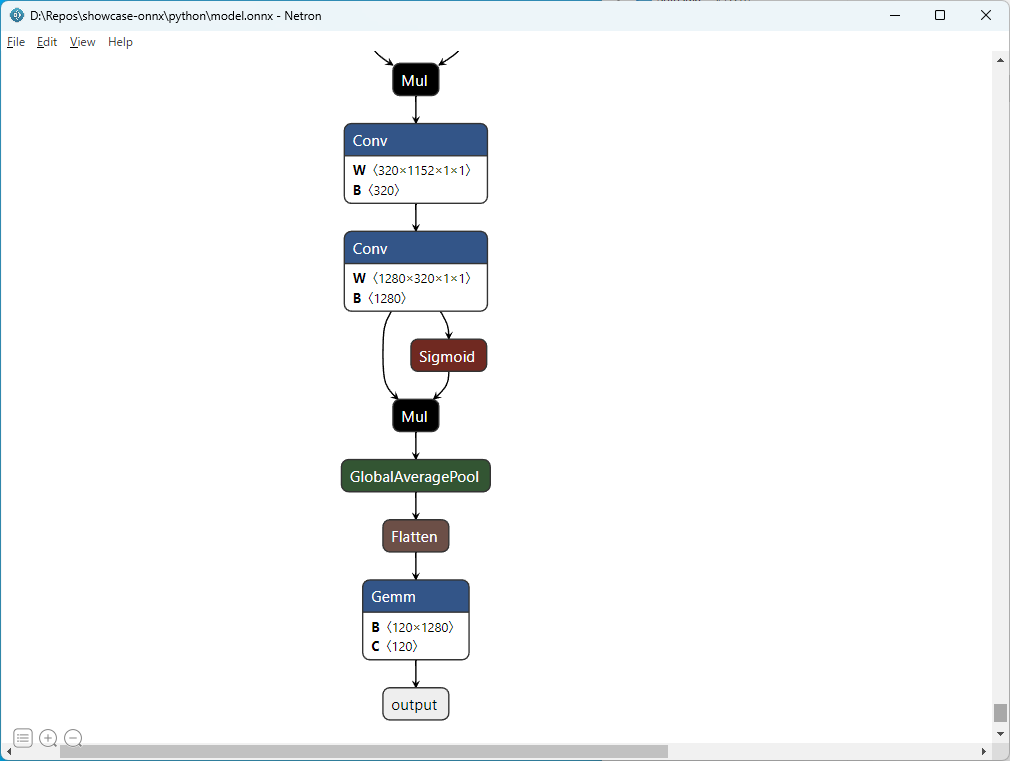 D:\Repos\showcase-onnx\python\model.onnx - Netron
File Edit View Help
Mul
Conv
W〈320×1152×1×1〉
B〈320〉
Conv
W〈1280×320×1×1〉
B〈1280〉
Sigmoid
Mul
GlobalAveragePool
Flatten
Gemm
B〈120×1280〉
C〈120〉
output